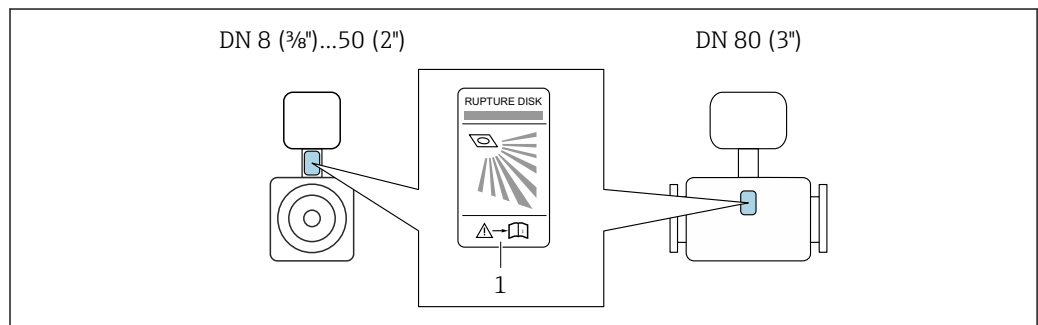 DN 8 (⅜")...50 (2")
DN 80 (3")
RUPTURE DISK
i
1